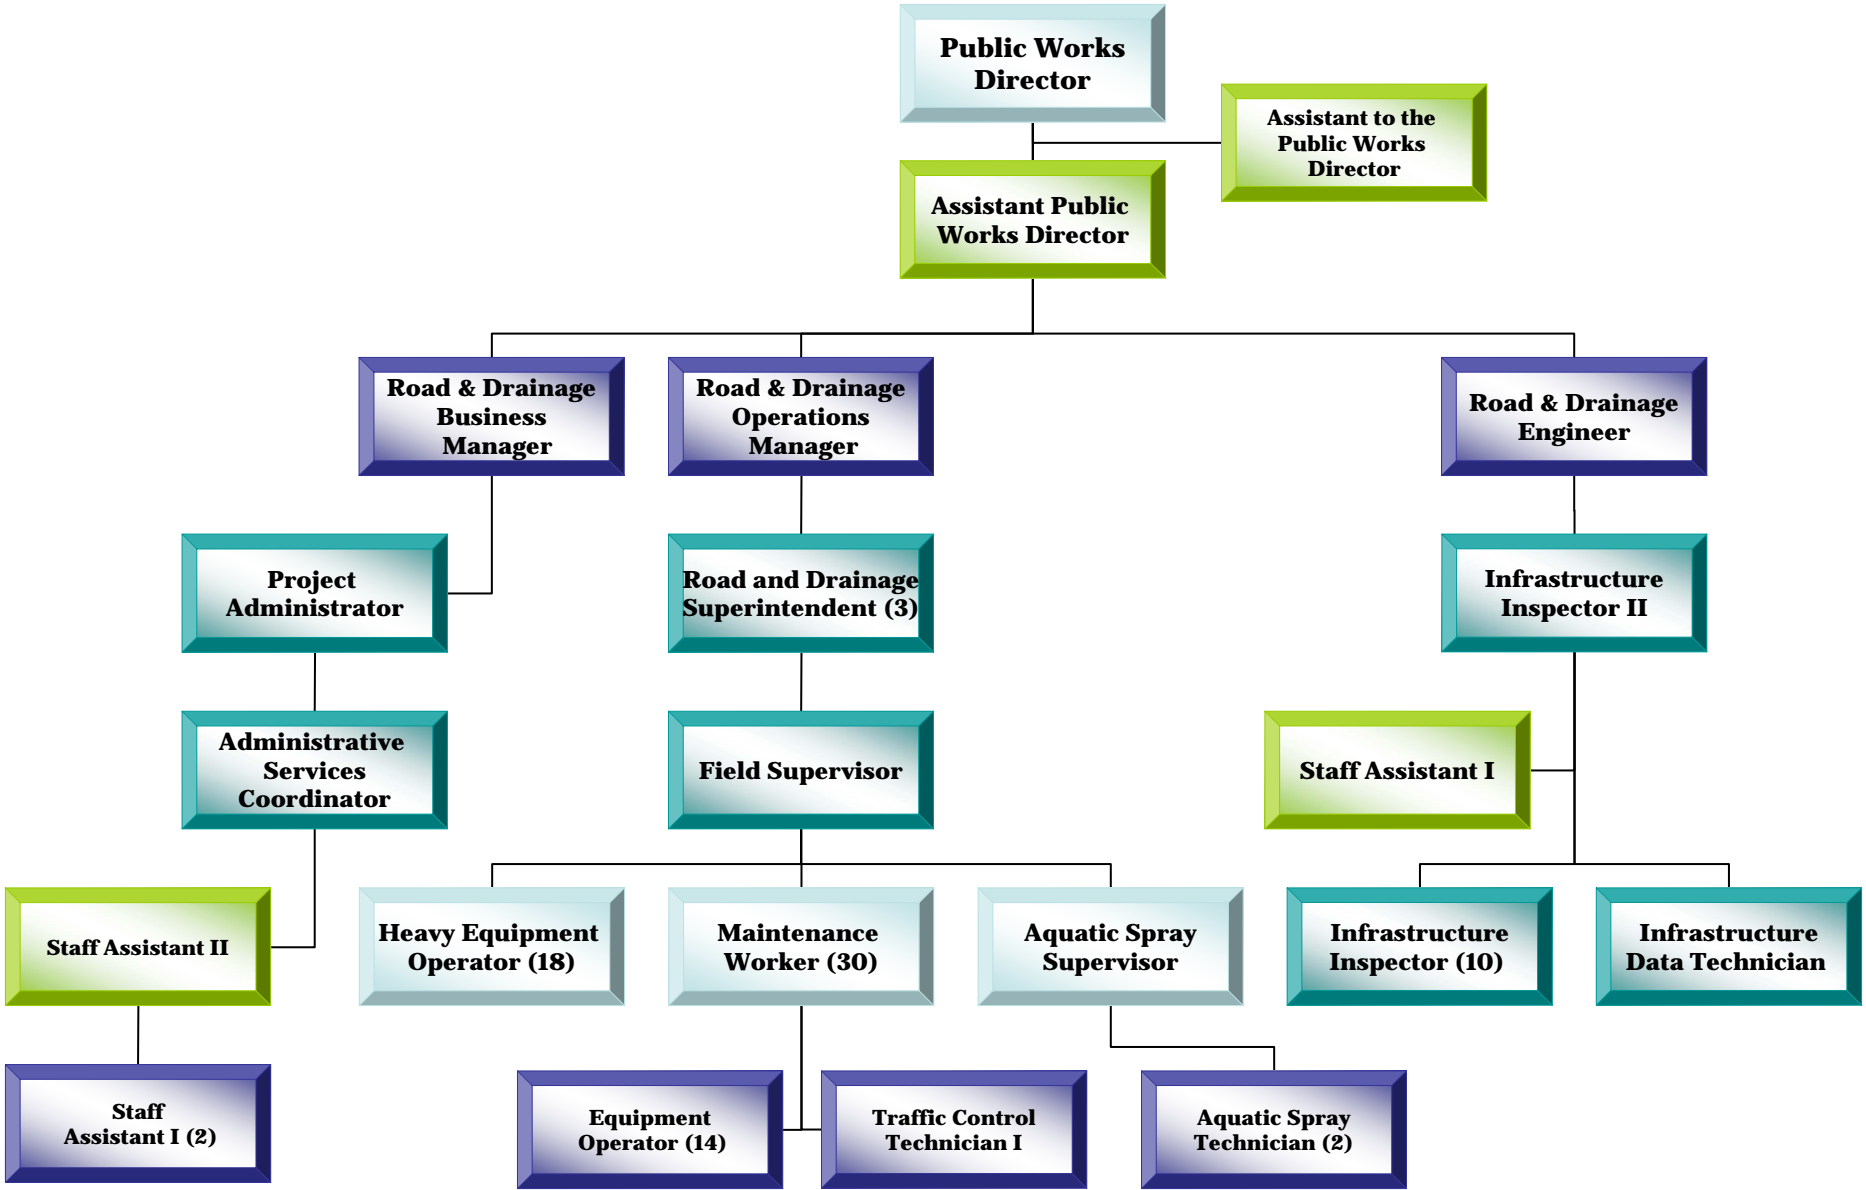 Public Works
Director
Assistant to the
Public Works
Director
Assistant Public
Works Director
Road & Drainage
Business
Manager
Road & Drainage
Operations
Manager
Road & Drainage
Engineer
Project
Administrator
Road and Drainage
Superintendent (3)
Infrastructure
Inspector II
Administrative
Services
Coordinator
Field Supervisor
Staff Assistant I
Staff Assistant II
Heavy Equipment
Operator (18)
Maintenance
Worker (30)
Aquatic Spray
Supervisor
Infrastructure
Inspector (10)
Infrastructure
Data Technician
Staff
Assistant I (2)
Equipment
Operator (14)
Traffic Control
Technician I
Aquatic Spray
Technician (2)